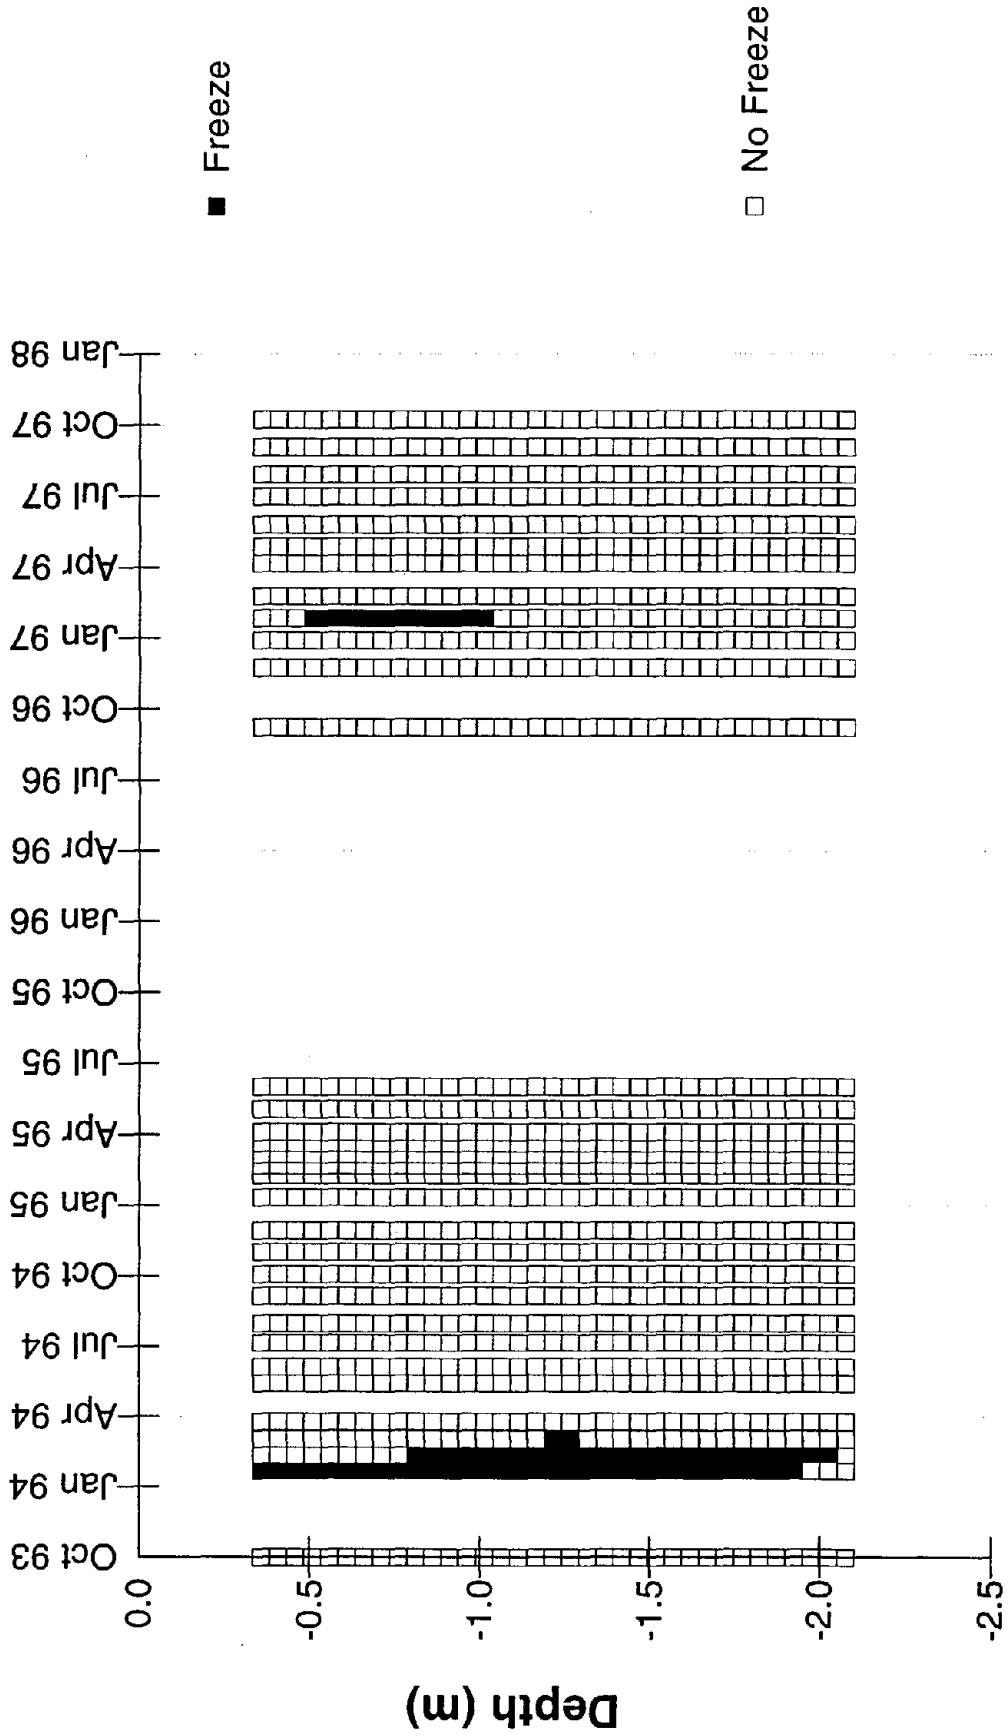 Freeze
No Freeze
Oct 93
Jan 94
Apr 94
Jul 94
Oct 94
Jan 95
Apr 95
Jul 95
Oct 95
Jan 96
Apr 96
Jul 96
Oct 96
Jan 97
Apr 97
Jul 97
Oct 97
Jan 98
0.0
-0.5
-1.0
-1.5
-2.0
-2.5
Depth (m)